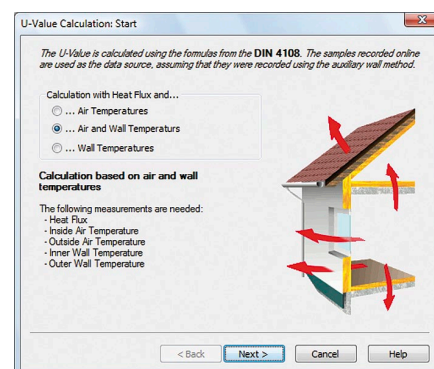 U-Value Calculation: Start
The U-Value is calculated using the formulas from the DIN 4108. The samples recorded online
are used as the data source, assuming that they were recorded using the auxiliary wall method.
Calculation with Heat Flux and...
... Air Temperatures
... Air and Wall Temperaturs
... Wall Temperatures
Calculation based on air and wall
temperatures
The following measurements are needed:
- Heat Flux
- Inside Air Temperature
- Outside Air Temperature
- Inner Wall Temperature
- Outer Wall Temperature
< Back Next > Cancel Help